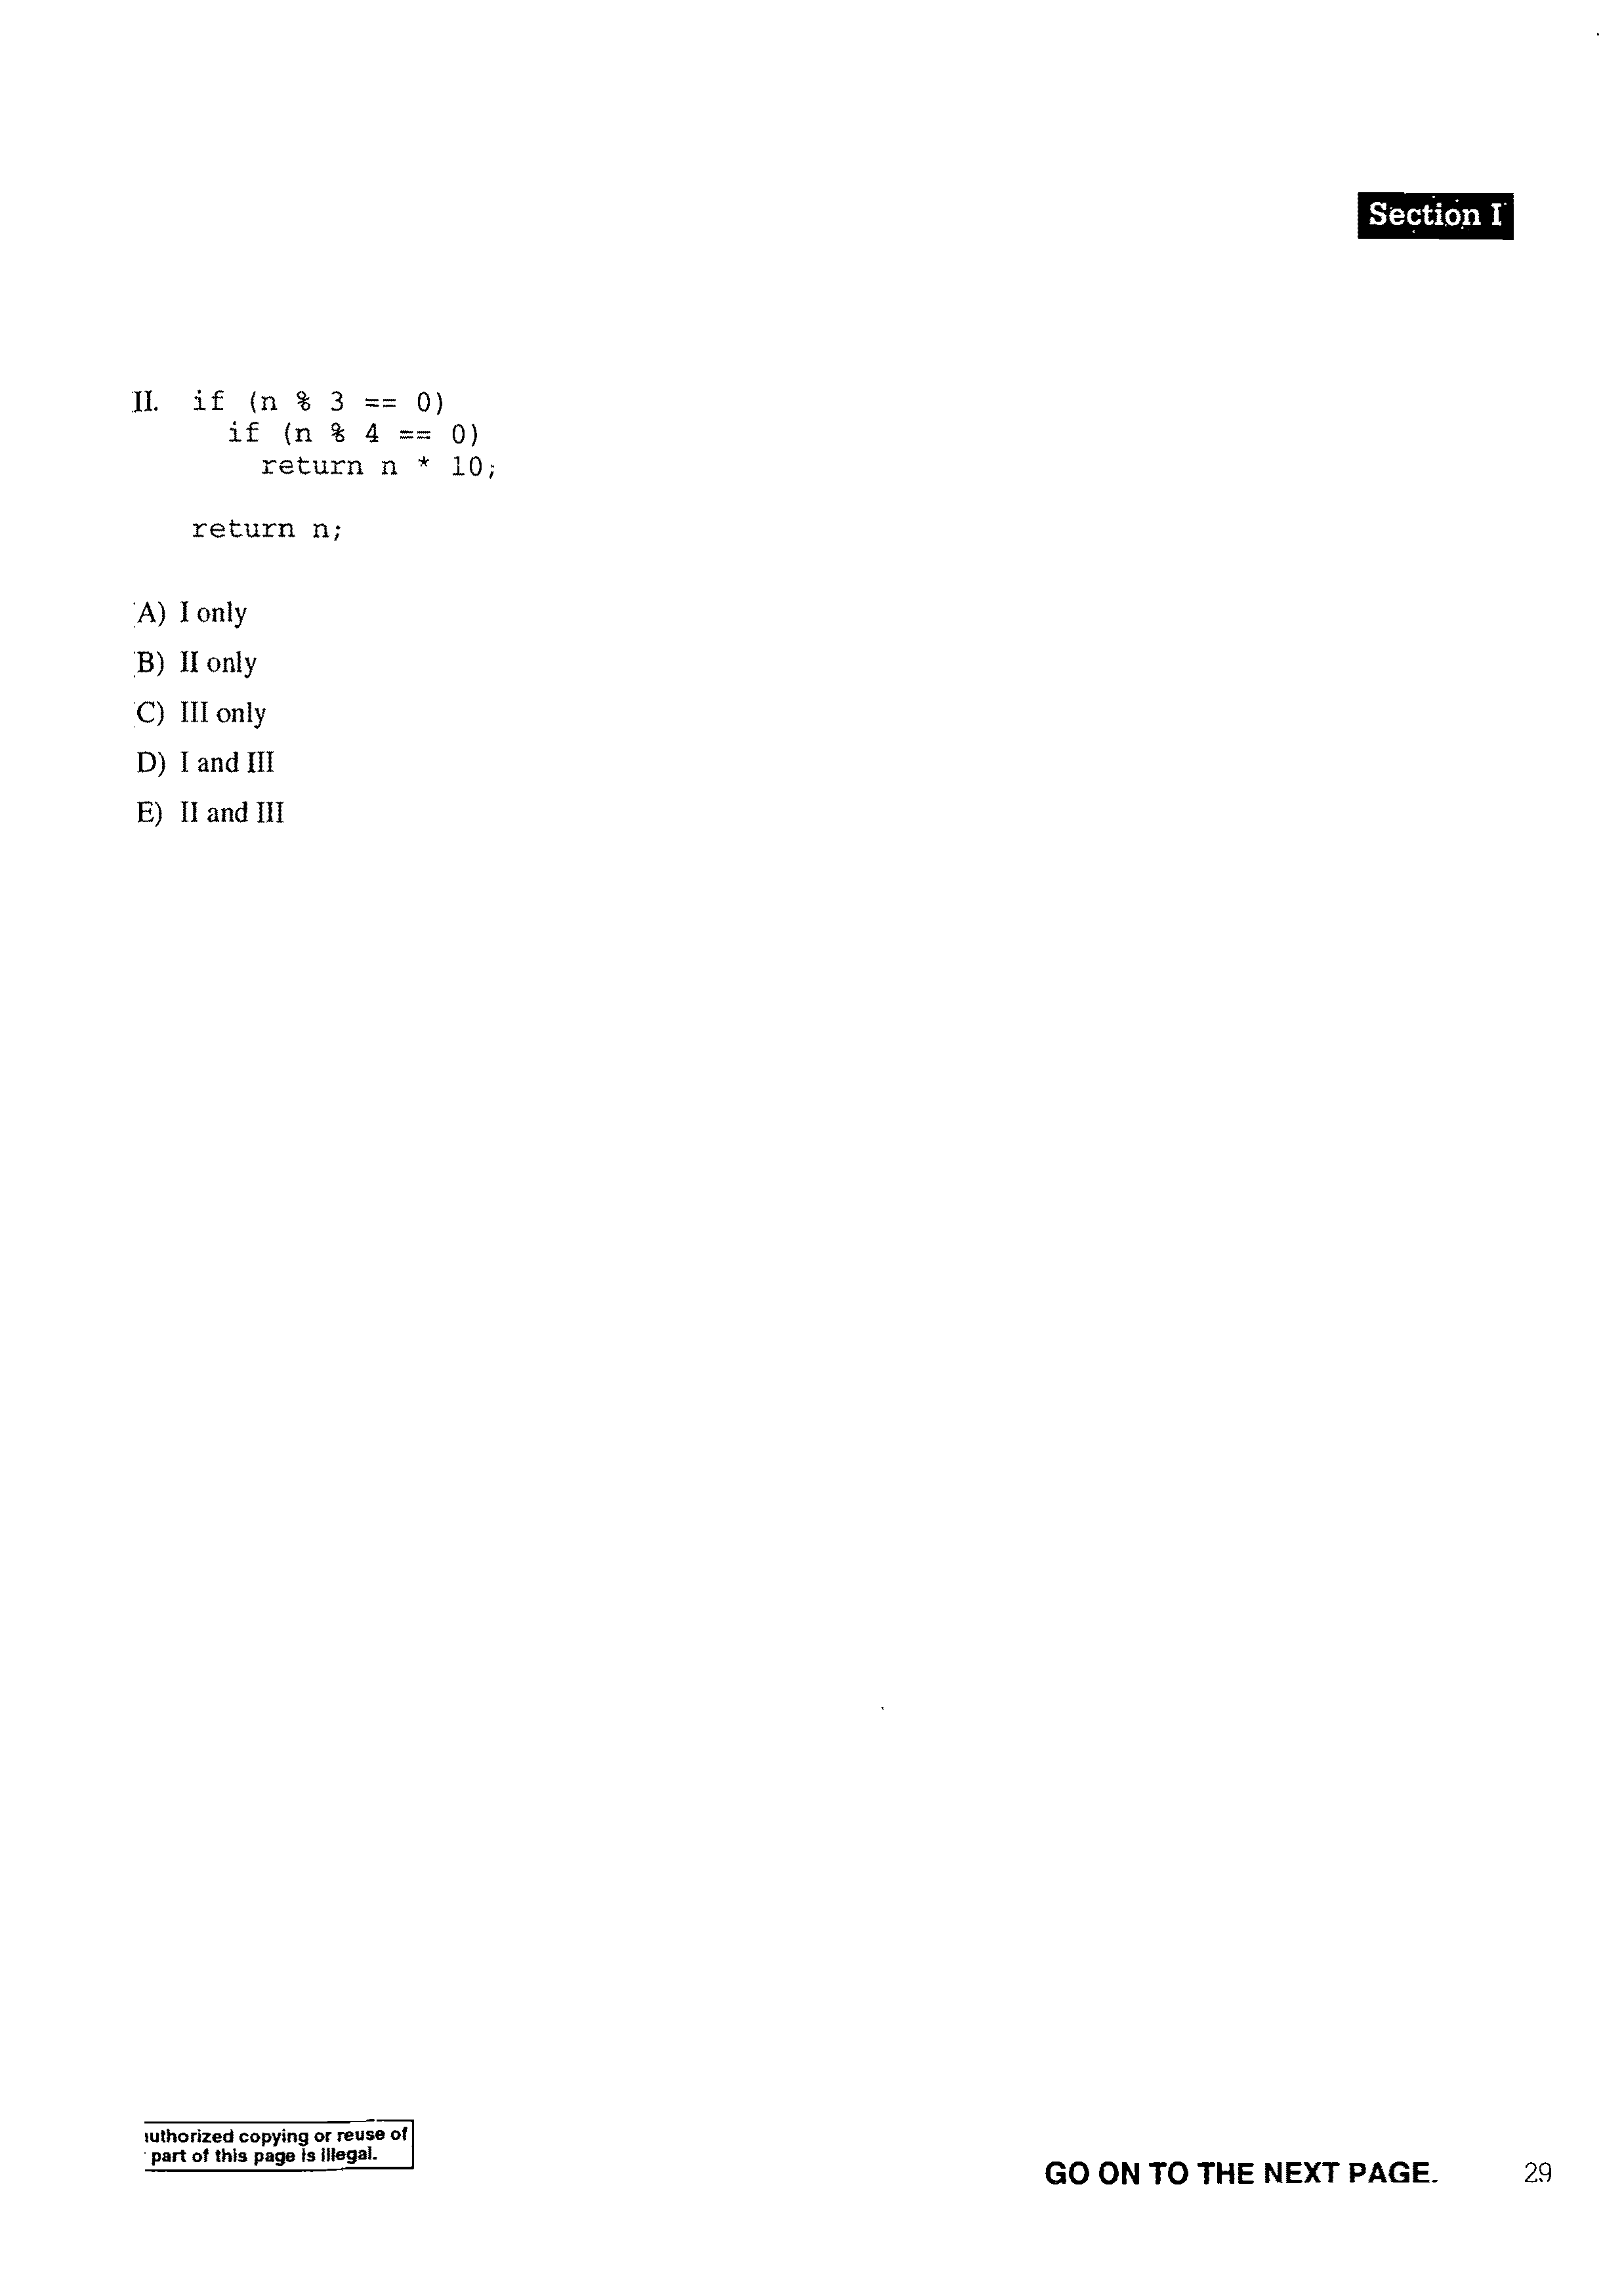 Section I
II. if (n % 3 == 0)
if (n % 4 == 0)
return n * 10;
return n;
A) I only
B) II only
C) III only
D) I and III
E) II and III
uthorized copying or reuse of
part of this page is illegal.
GO ON TO THE NEXT PAGE. 29